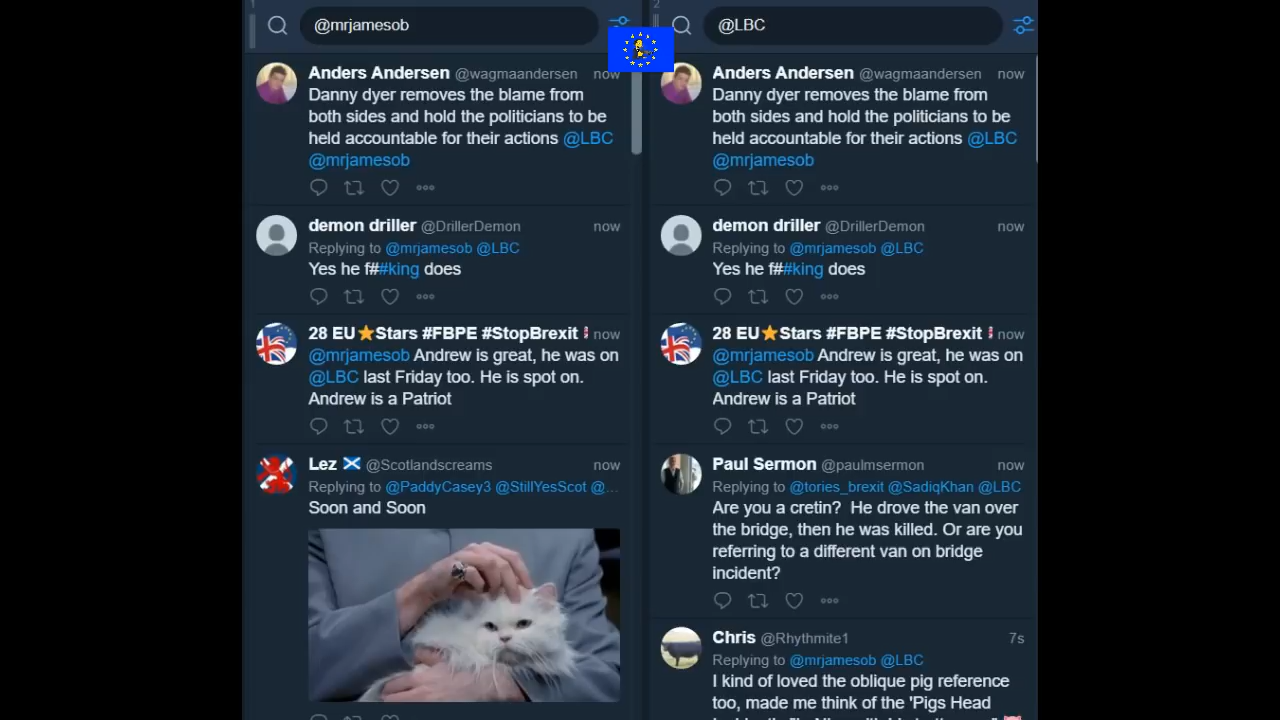 1
@mrjamesob
Anders Andersen @wagmaandersen now
Danny dyer removes the blame from
both sides and hold the politicians to be
held accountable for their actions @LBC
@mrjamesob
demon driller @DrillerDemon now
Replying to @mrjamesob @LBC
Yes he f##king does
28 EU⭐Stars #FBPE #StopBrexit now
@mrjamesob Andrew is great, he was on
@LBC last Friday too. He is spot on.
Andrew is a Patriot
Lez @Scotlandscreams now
Replying to @PaddyCasey3 @StillYesScot @...
Soon and Soon
2
@LBC
Anders Andersen @wagmaandersen now
Danny dyer removes the blame from
both sides and hold the politicians to be
held accountable for their actions @LBC
@mrjamesob
demon driller @DrillerDemon now
Replying to @mrjamesob @LBC
Yes he f##king does
28 EU⭐Stars #FBPE #StopBrexit now
@mrjamesob Andrew is great, he was on
@LBC last Friday too. He is spot on.
Andrew is a Patriot
Paul Sermon @paulmsermon now
Replying to @tories_brexit @SadiqKhan @LBC
Are you a cretin? He drove the van over
the bridge, then he was killed. Or are you
referring to a different van on bridge
incident?
Chris @Rhythmite1 7s
Replying to @mrjamesob @LBC
I kind of loved the oblique pig reference
too, made me think of the 'Pigs Head